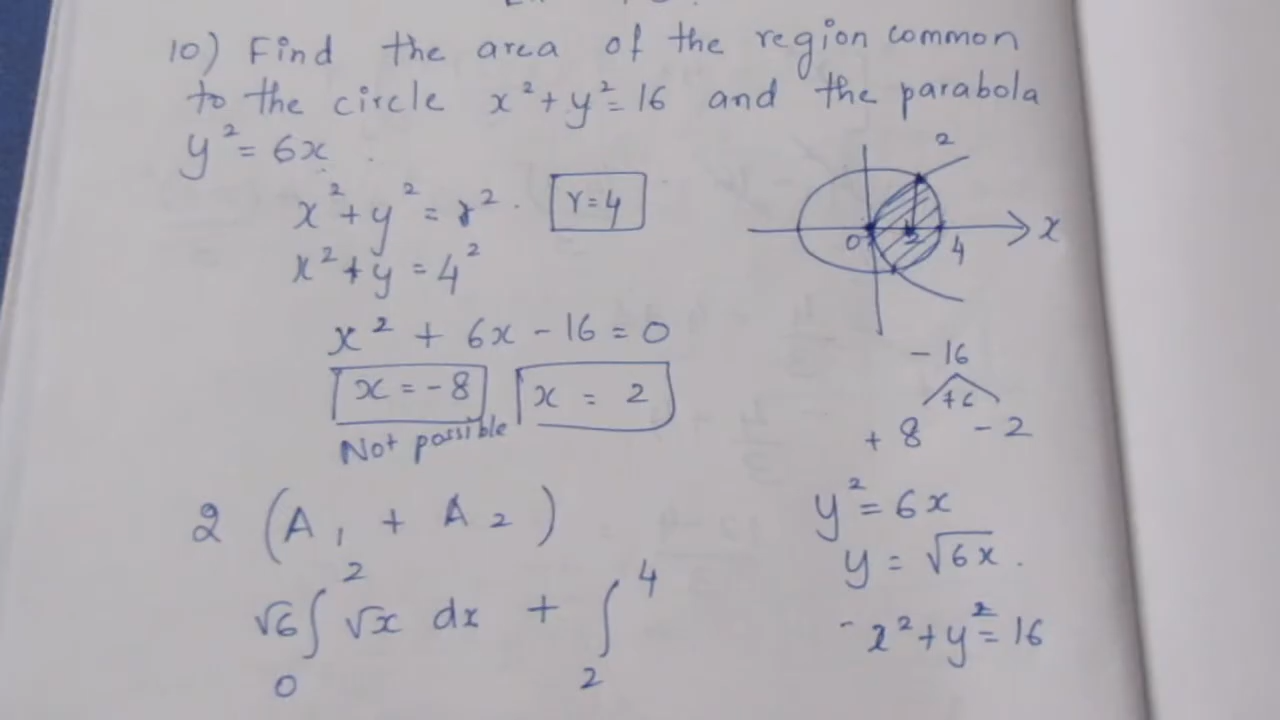 10) Find the area of the region common
to the circle x² + y² = 16 and the parabola
y² = 6x
x² + y² = r². r = 4
x² + y = 4²
x² + 6x - 16 = 0
x = -8 x = 2
Not possible
2 (A₁ + A₂)
√6 ∫₀² √x dx + ∫₂⁴
2
0 2 4 x
- 16
+6
+ 8 - 2
y² = 6x
y = √6x .
- x² + y² = 16